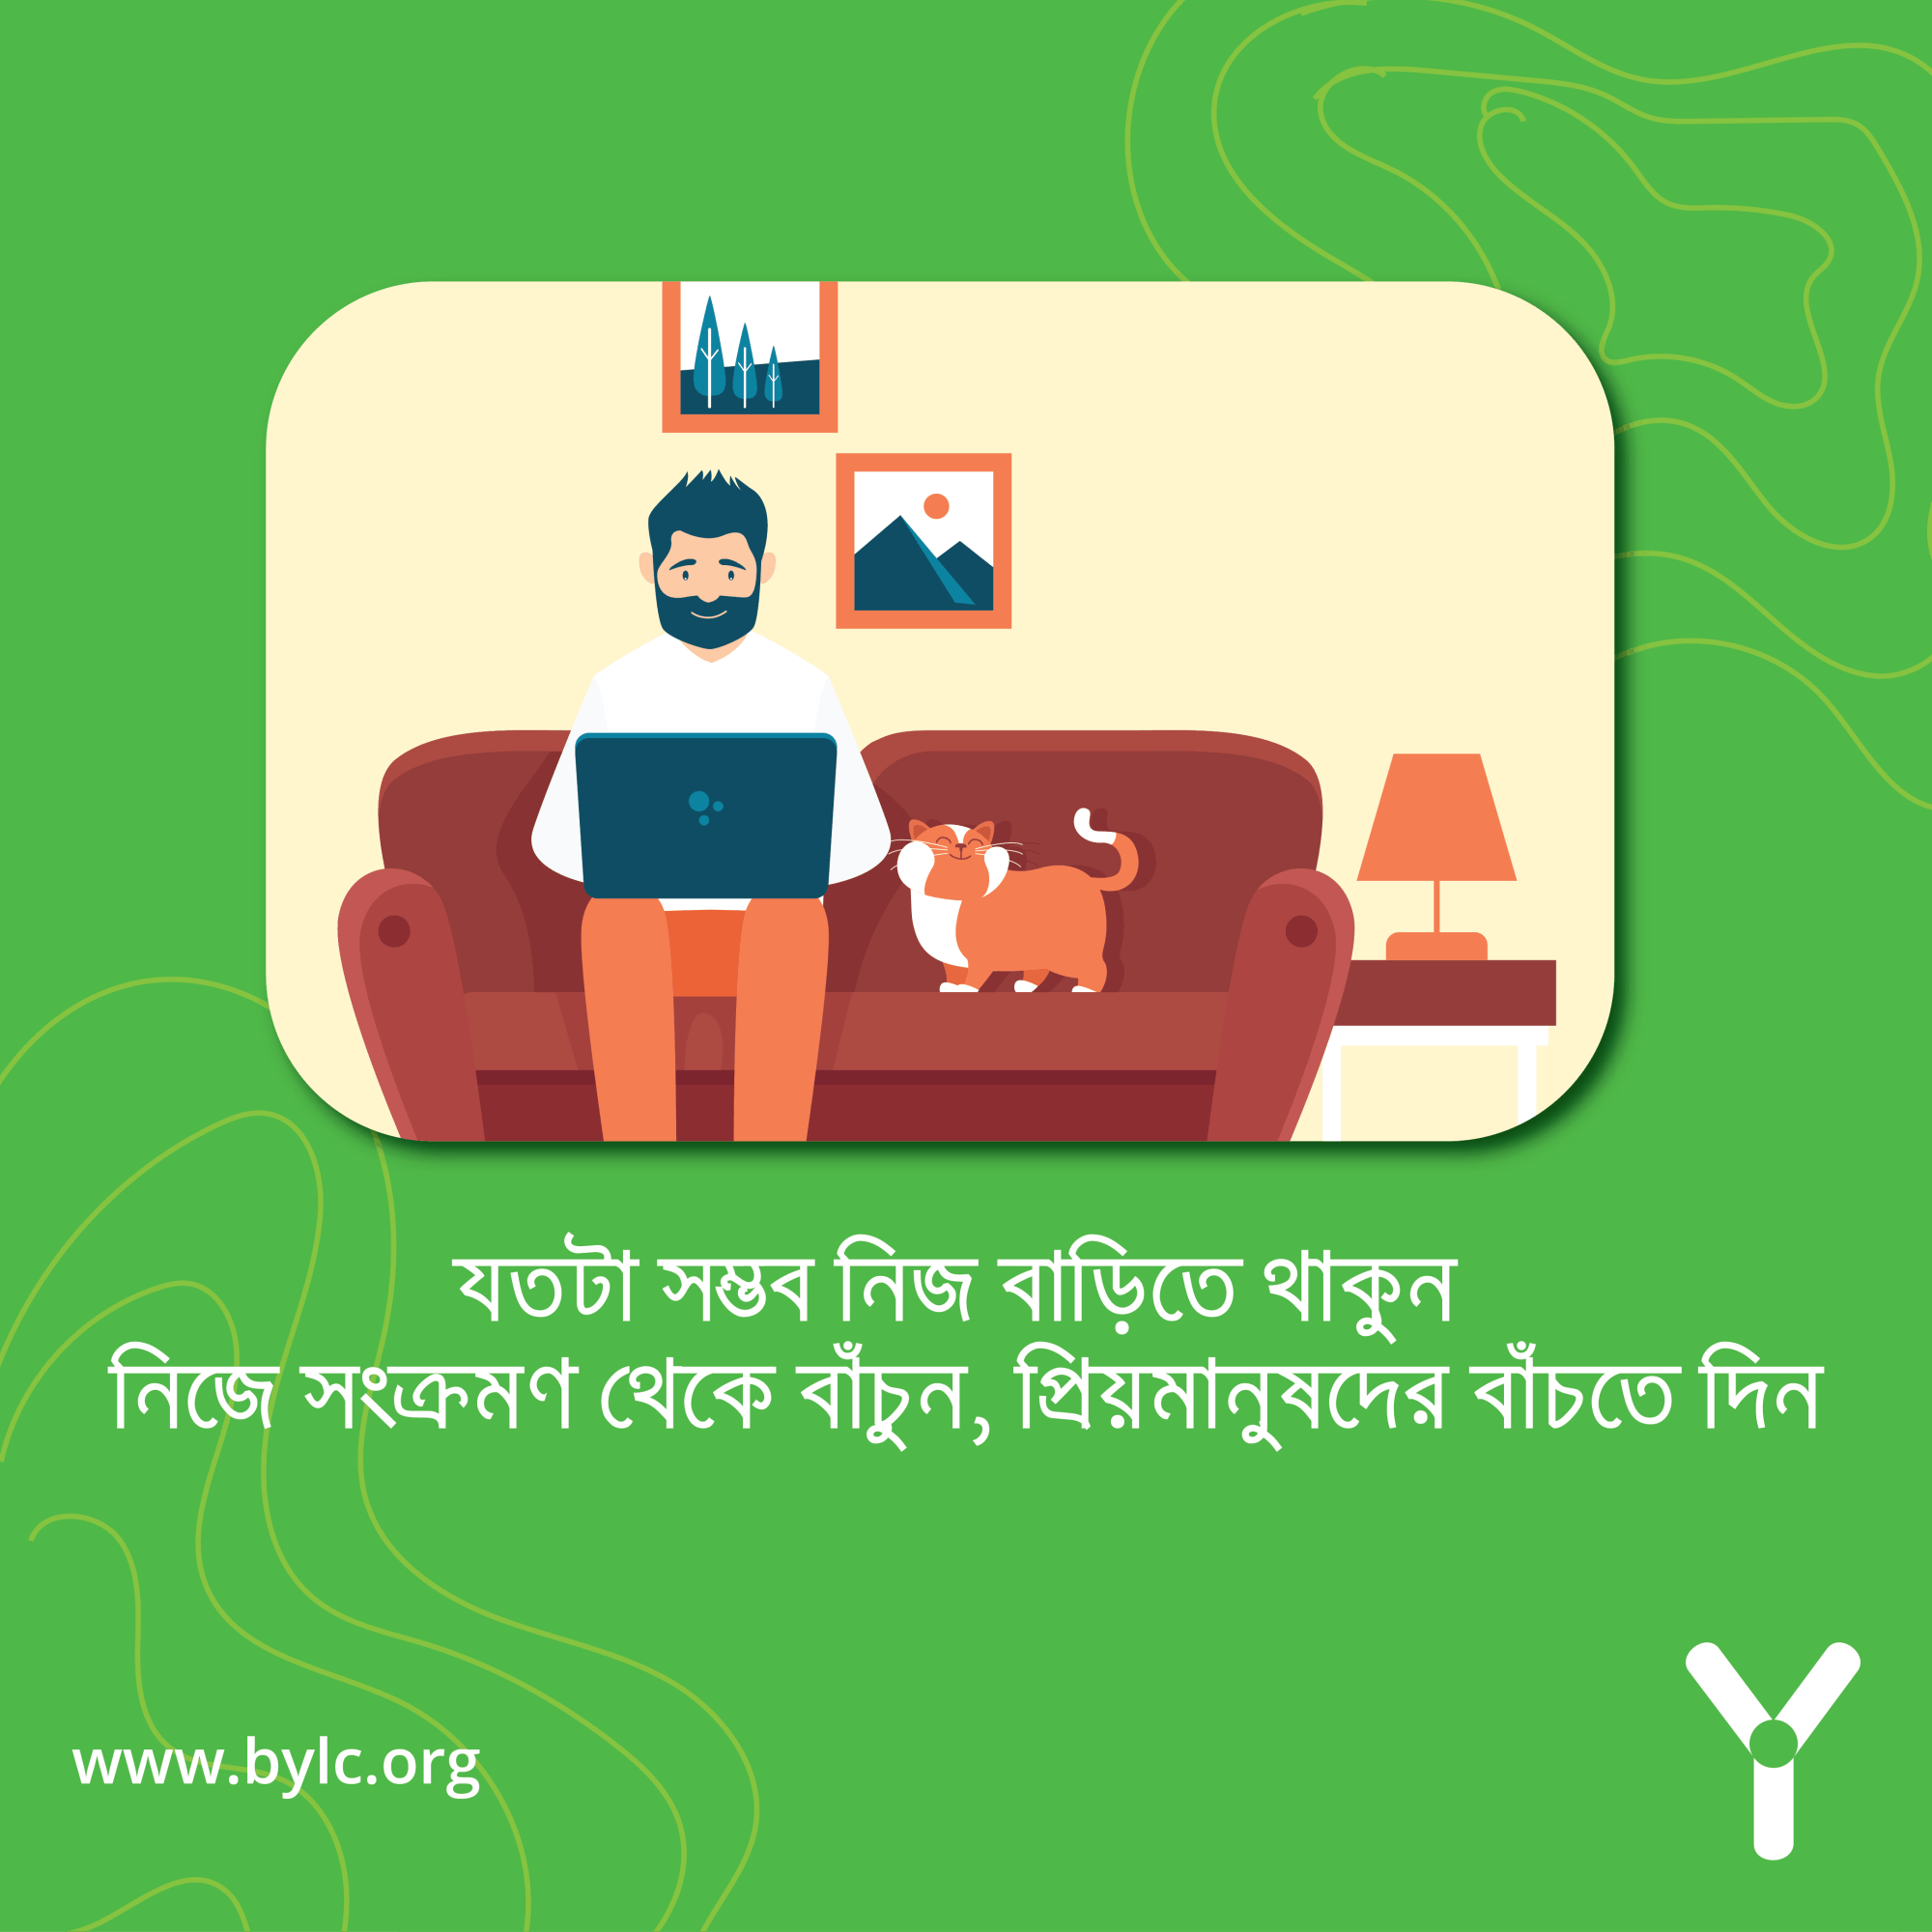 যতটা সম্ভব নিজ বাড়িতে থাকুন
নিজে সংক্রমণ থেকে বাঁচুন, প্রিয়মানুষদের বাঁচতে দিন
www.bylc.org